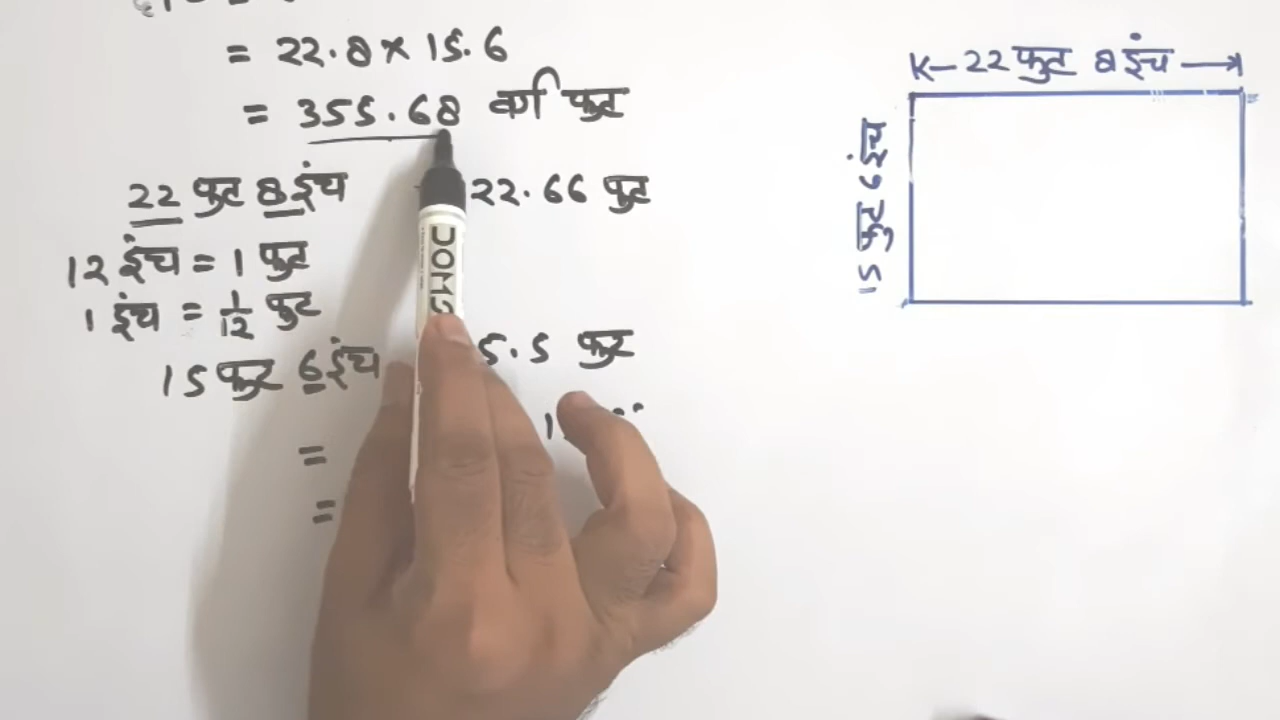 = 22.8 × 15.6
= 355.68 वर्ग फुट
22 फुट 8 इंच 22.66 फुट
12 इंच = 1 फुट
1 इंच = 1/12 फुट
15 फुट 6 इंच 5.5 फुट
=
=
22 फुट 8 इंच
15 फुट 6 इंच